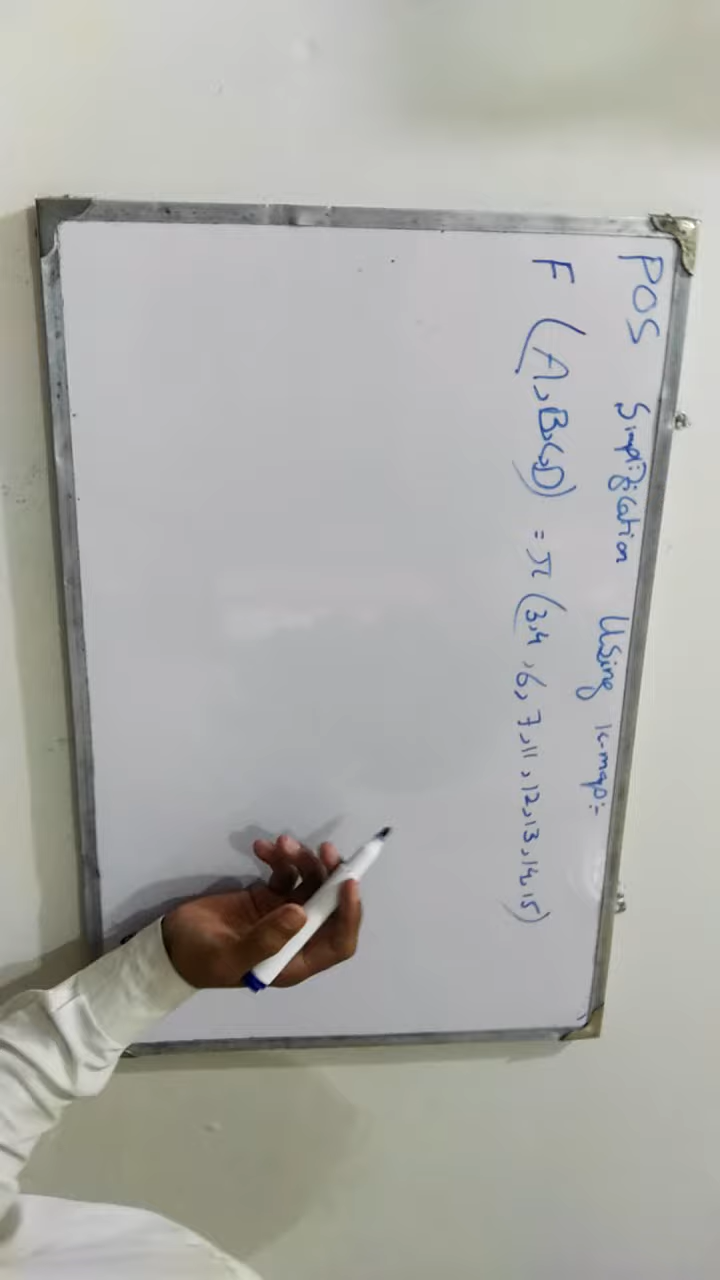 POS Simplification Using K-map:-
F (A,B,C,D) = π (3,4,6,7,11,12,13,14,15)